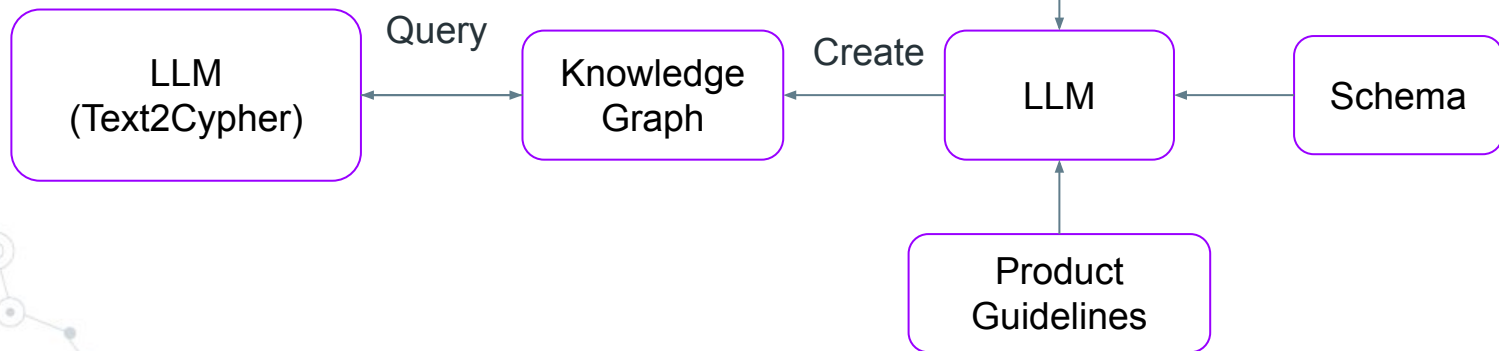 Query
LLM
(Text2Cypher)
Knowledge
Graph
Create
LLM
Schema
Product
Guidelines